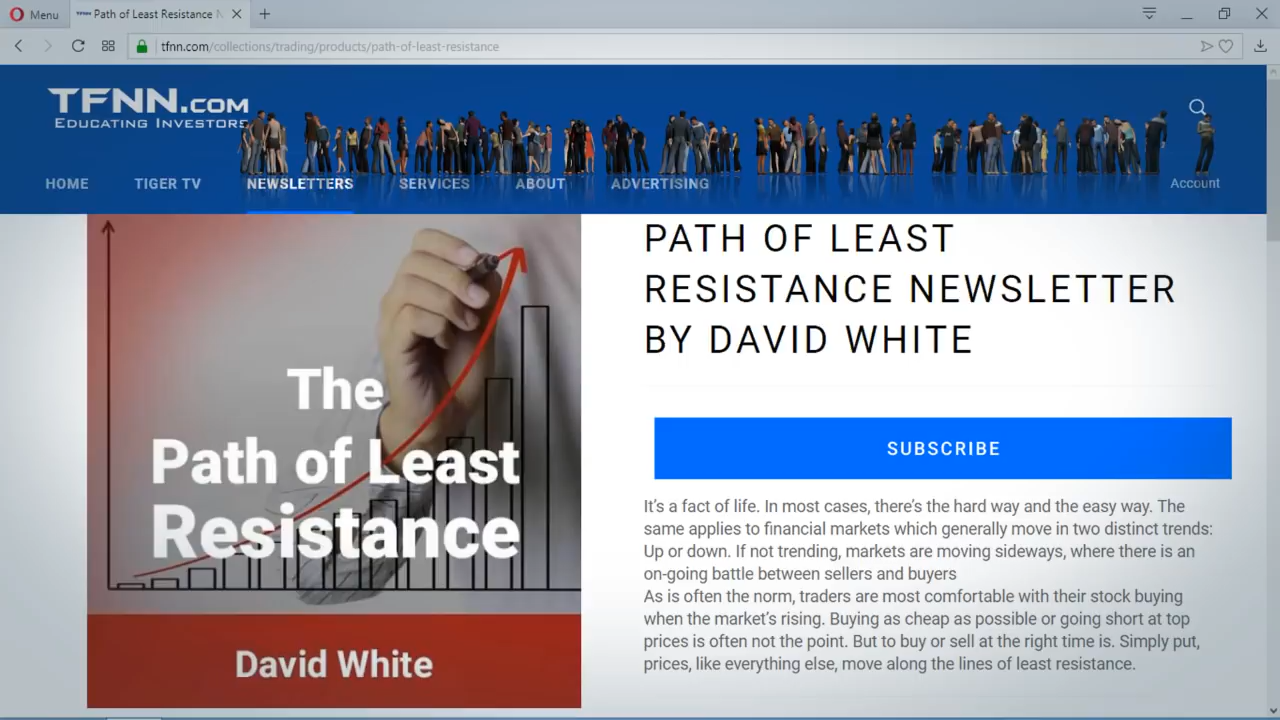 Menu
Path of Least Resistance N
tfnn.com/collections/trading/products/path-of-least-resistance
TFNN.COM
EDUCATING INVESTORS
HOME
TIGER TV
NEWSLETTERS
SERVICES
ABOUT
ADVERTISING
Account
The
Path of Least
Resistance
David White
PATH OF LEAST
RESISTANCE NEWSLETTER
BY DAVID WHITE
SUBSCRIBE
It's a fact of life. In most cases, there's the hard way and the easy way. The
same applies to financial markets which generally move in two distinct trends:
Up or down. If not trending, markets are moving sideways, where there is an
on-going battle between sellers and buyers
As is often the norm, traders are most comfortable with their stock buying
when the market's rising. Buying as cheap as possible or going short at top
prices is often not the point. But to buy or sell at the right time is. Simply put,
prices, like everything else, move along the lines of least resistance.